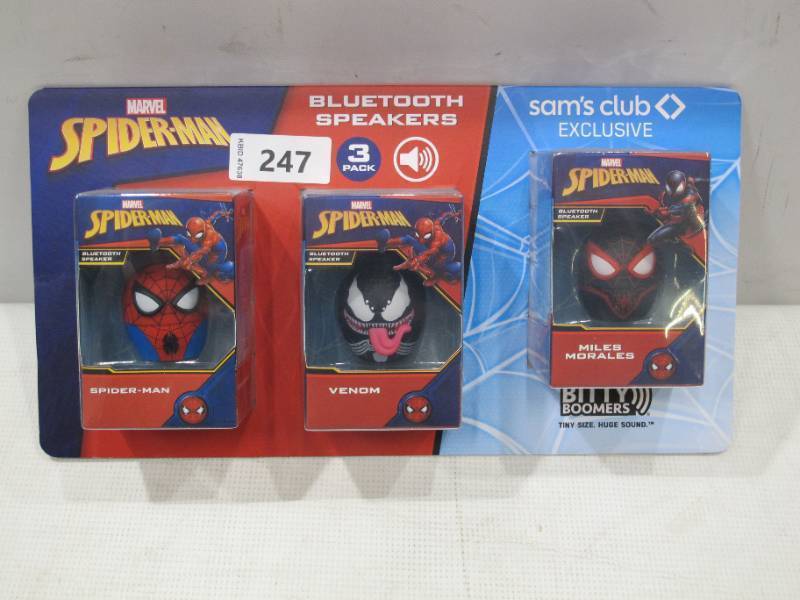 MARVEL
SPIDER-MAN
BLUETOOTH
SPEAKERS
3
PACK
KBID 47638
247
sam's club
EXCLUSIVE
MARVEL
SPIDER-MAN
BLUETOOTH
SPEAKER
SPIDER-MAN
MARVEL
SPIDER-MAN
BLUETOOTH
SPEAKER
VENOM
MARVEL
SPIDER-MAN
BLUETOOTH
SPEAKER
MILES
MORALES
BITTY
BOOMERS
TINY SIZE. HUGE SOUND.™